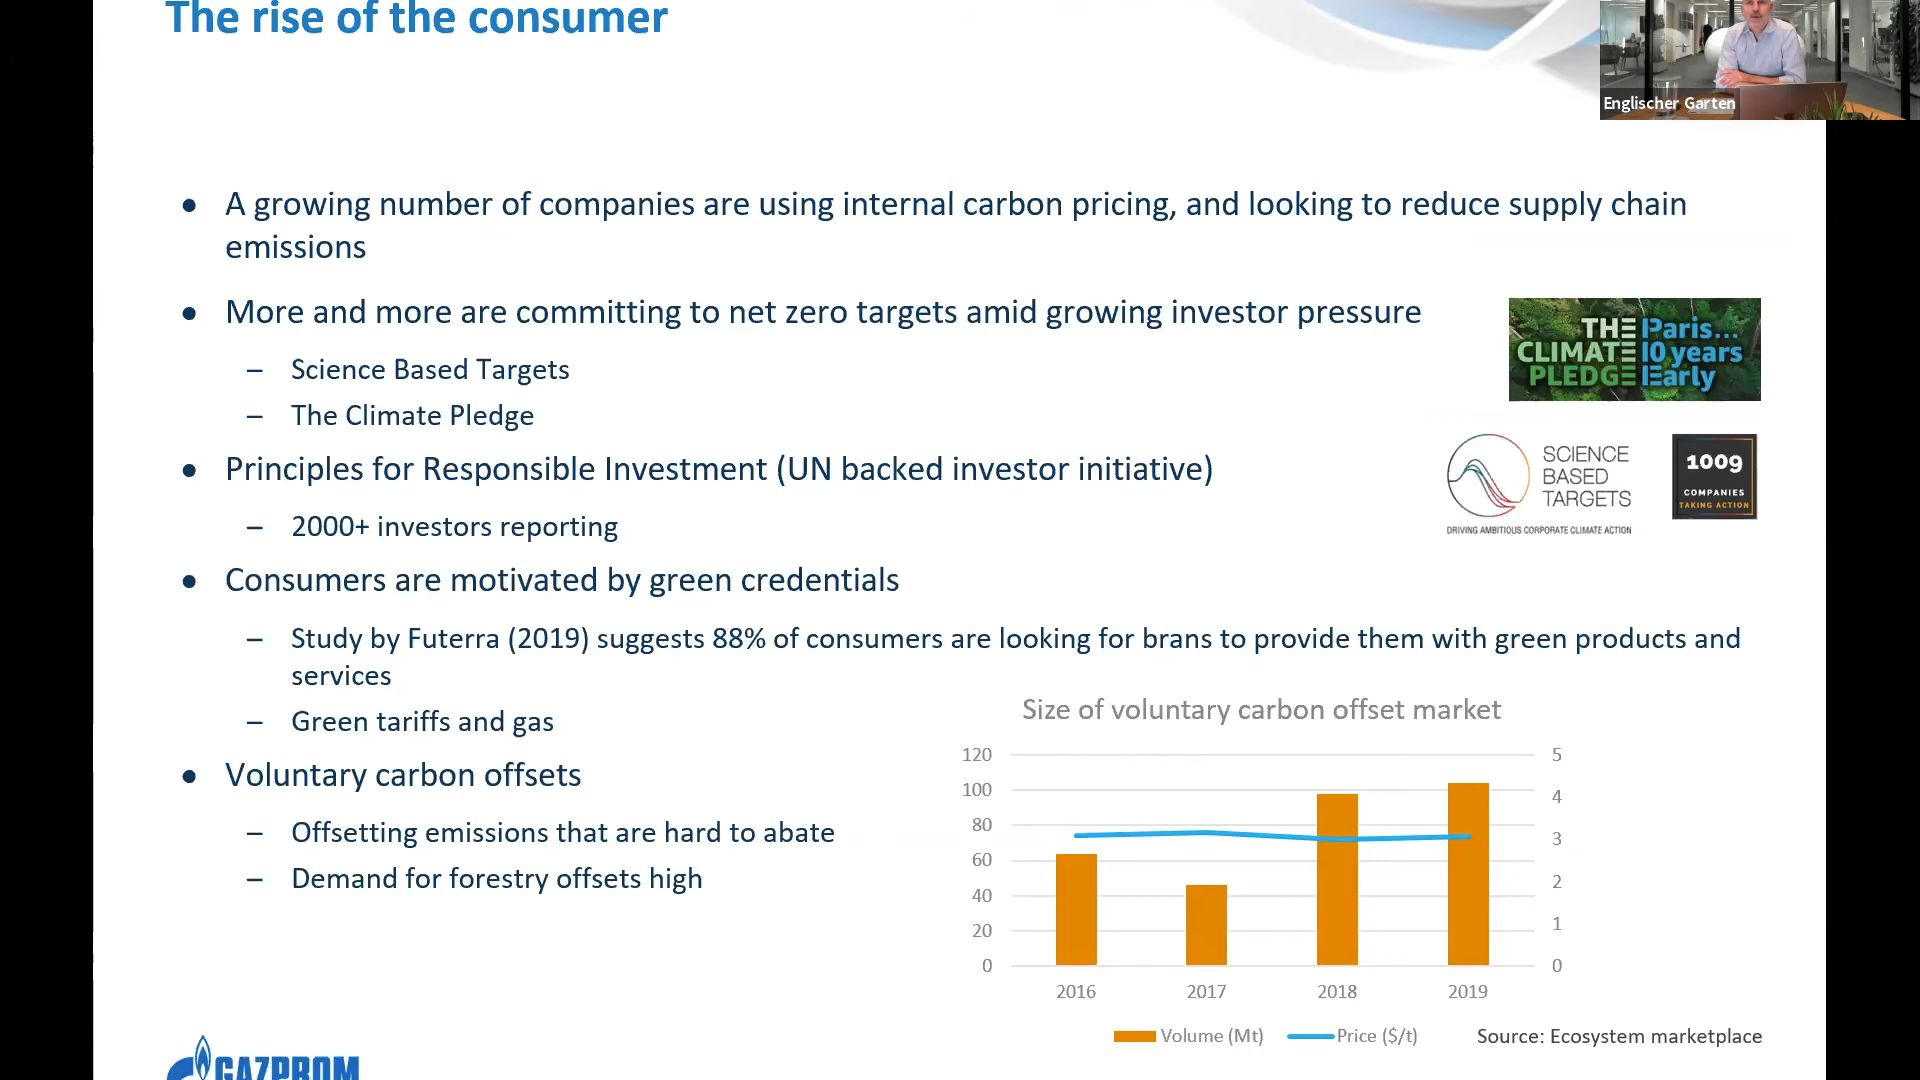 The rise of the consumer
Englischer Garten
A growing number of companies are using internal carbon pricing, and looking to reduce supply chain
emissions
More and more are committing to net zero targets amid growing investor pressure
– Science Based Targets
– The Climate Pledge
THE CLIMATE PLEDGE
Paris... 10 years Early
Principles for Responsible Investment (UN backed investor initiative)
– 2000+ investors reporting
SCIENCE
BASED
TARGETS
DRIVING AMBITIOUS CORPORATE CLIMATE ACTION
1009
COMPANIES
TAKING ACTION
Consumers are motivated by green credentials
– Study by Futerra (2019) suggests 88% of consumers are looking for brans to provide them with green products and
services
– Green tariffs and gas
Voluntary carbon offsets
– Offsetting emissions that are hard to abate
– Demand for forestry offsets high
Size of voluntary carbon offset market
120 5
100 4
80 3
60 2
40 1
20 0
0
2016 2017 2018 2019
Volume (Mt) Price ($/t)
Source: Ecosystem marketplace
GAZPROM